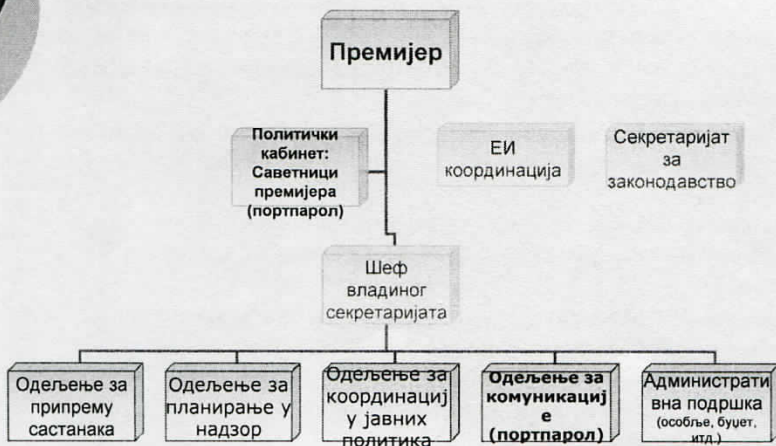 Премијер
Политички
кабинет:
Саветници
премијера
(портпарол)
ЕИ
координација
Секретаријат
за
законодавство
Шеф
владиног
секретаријата
Одељење за
припрему
састанака
Одељење за
планирање у
надзор
Одељење за
координациј
у јавних
политика
Одељење за
комуникациј
е
(портпарол)
Администрати
вна подршка
(особље, буџет,
итд.)